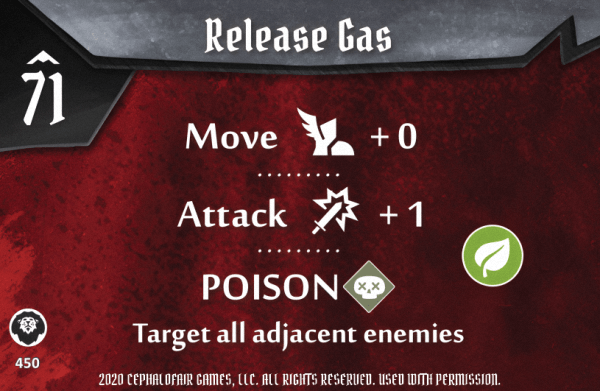 Release Gas
71
Move + 0
Attack + 1
POISON
Target all adjacent enemies
450
2020 CEPHALOFAIR GAMES, LLC. ALL RIGHTS RESERVED. USED WITH PERMISSION.